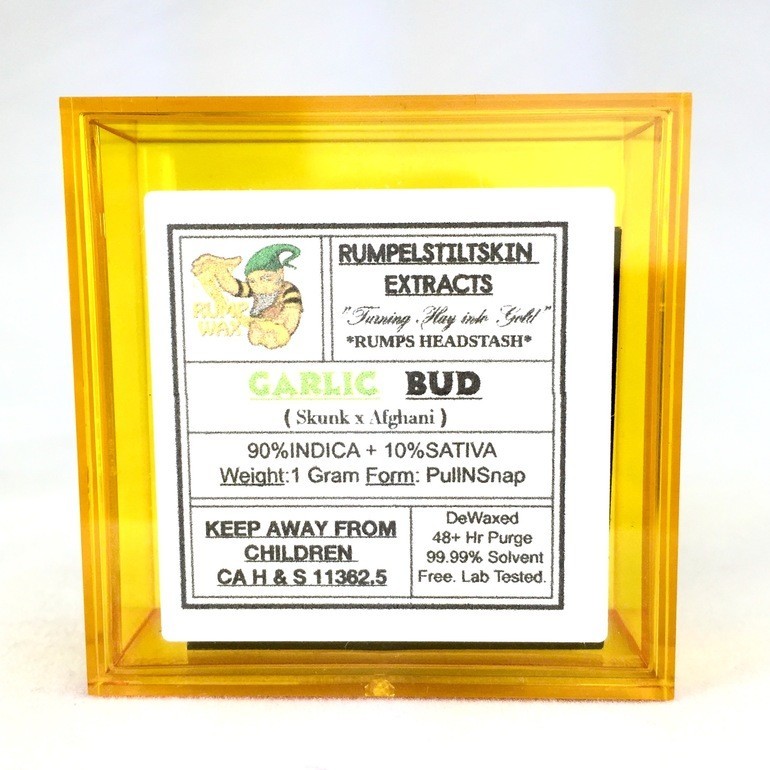 RUMP
WAX
RUMPELSTILTSKIN
EXTRACTS
"Turning Hay into Gold"
*RUMPS HEADSTASH*
GARLIC BUD
( Skunk x Afghani )
90%INDICA + 10%SATIVA
Weight:1 Gram Form: PullNSnap
KEEP AWAY FROM
CHILDREN
CA H & S 11362.5
DeWaxed
48+ Hr Purge
99.99% Solvent
Free. Lab Tested.